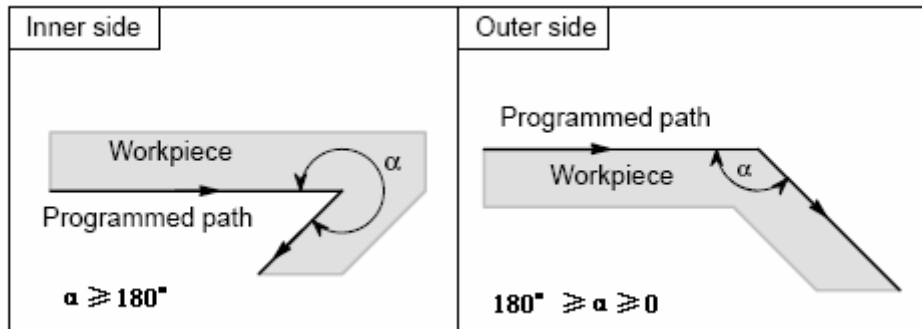 Inner side
Workpiece
α
Programmed path
α ≥ 180°
Outer side
Programmed path
α
Workpiece
180° ≥ α ≥ 0